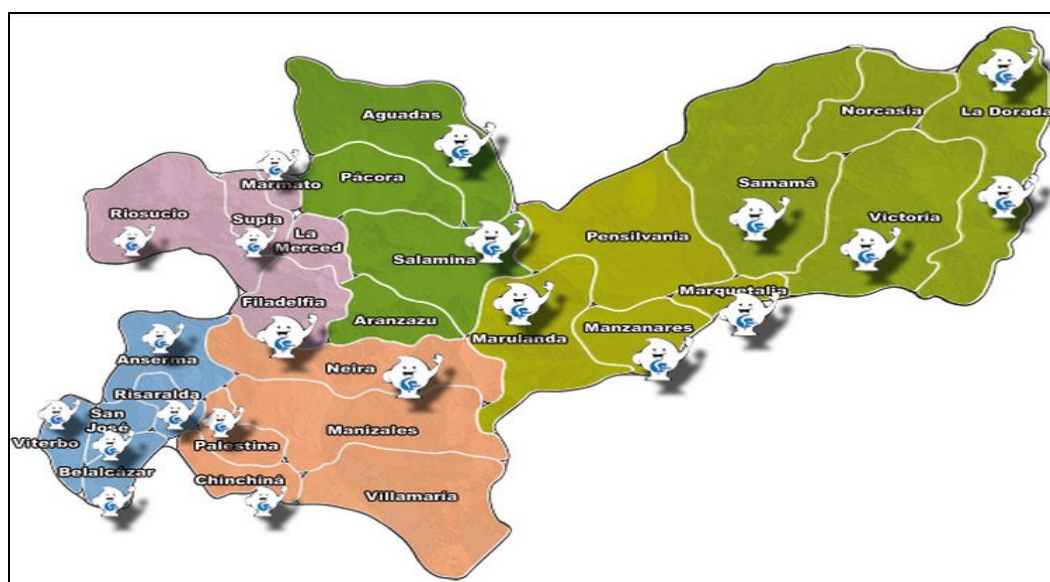 Aguadas
Norcasia
La Dorada
Pácora
Marmato
Samamá
Riosucio
Supía
Victoria
La
Merced
Pensilvania
Salamina
Marquetalia
Filadelfia
Aranzazu
Manzanares
Marulanda
Anserma
Neira
Risaralda
San
José
Manizales
Viterbo
Palestina
Belalcázar
Chinchiná
Villamaría